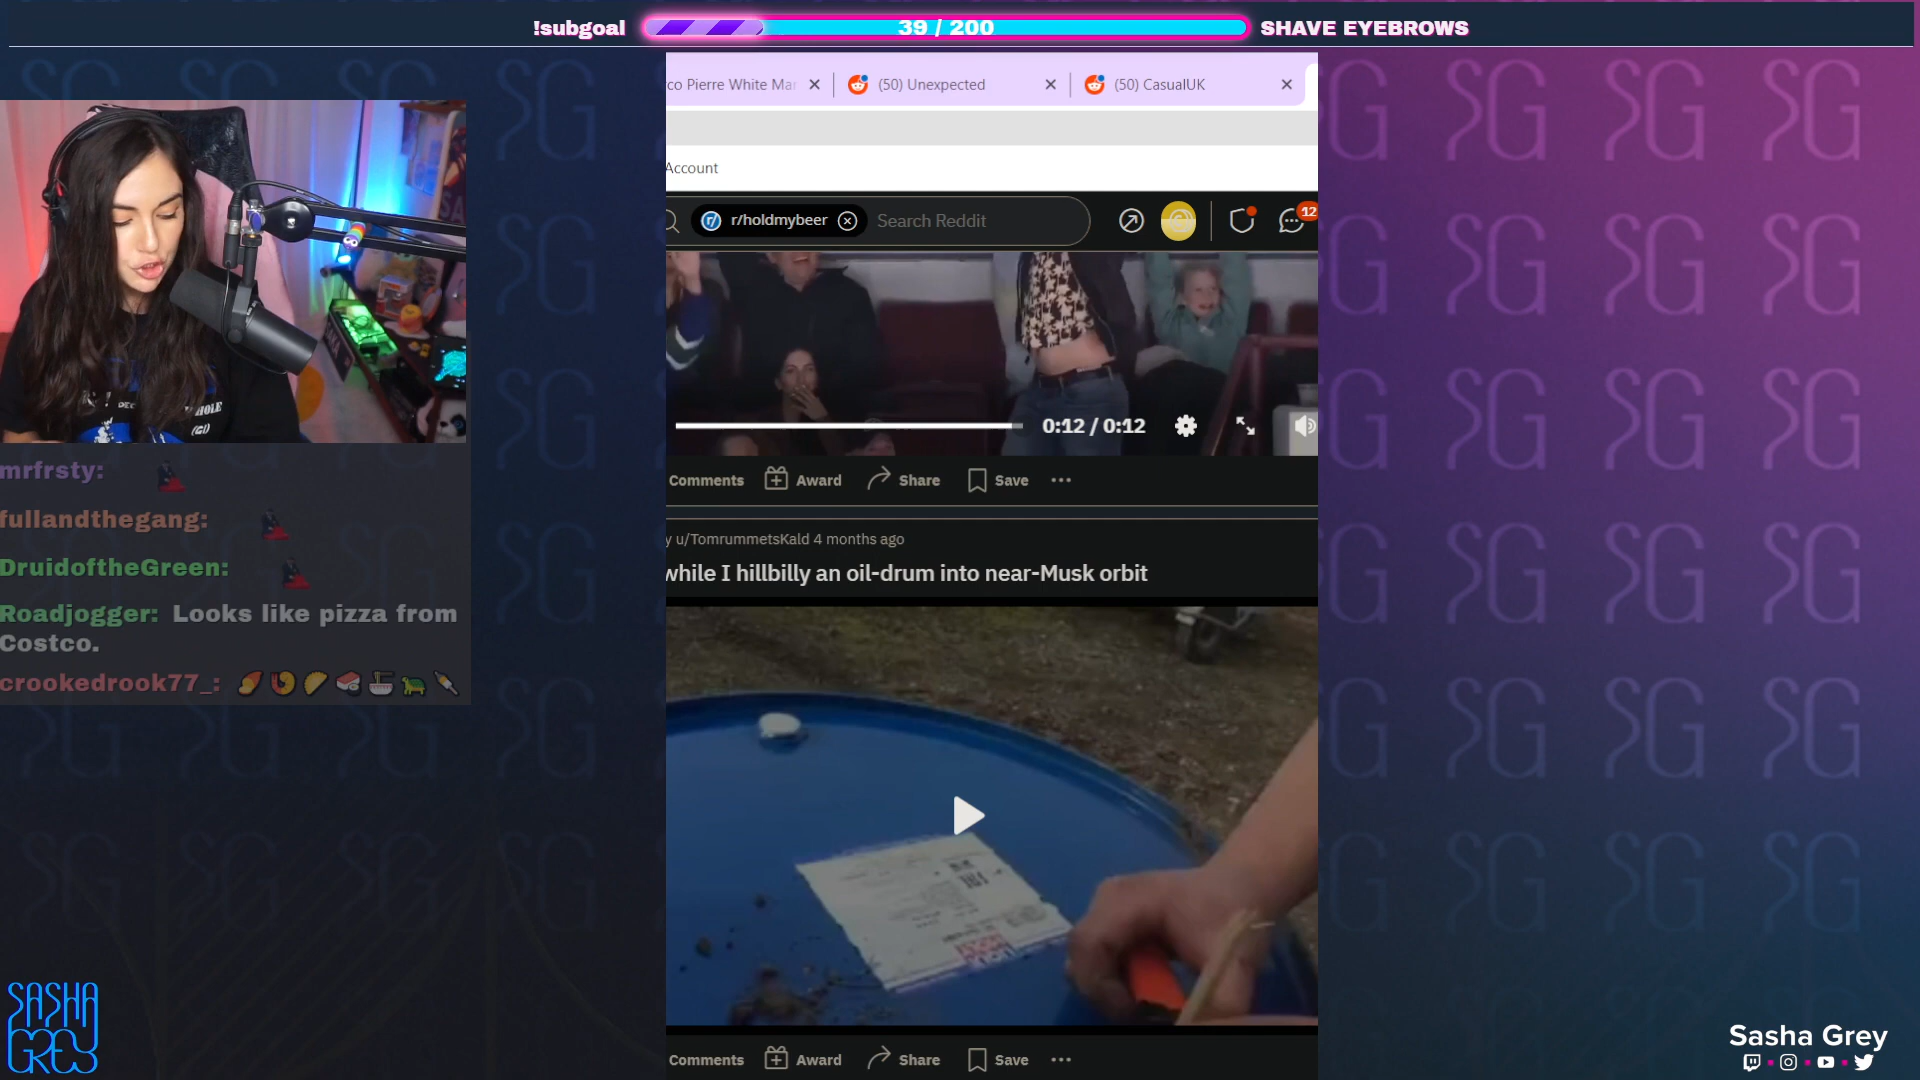 !subgoal
39 / 200
SHAVE EYEBROWS
co Pierre White Mar
(50) Unexpected
(50) CasualUK
Account
r/holdmybeer
Search Reddit
12
0:12 / 0:12
Comments
Award
Share
Save
y u/TomrummetsKald 4 months ago
while I hillbilly an oil-drum into near-Musk orbit
Comments
Award
Share
Save
mrfrsty:
fullandthegang:
DruidoftheGreen:
Roadjogger: Looks like pizza from
Costco.
crookedrook77_:
SASHA
GREY
Sasha Grey